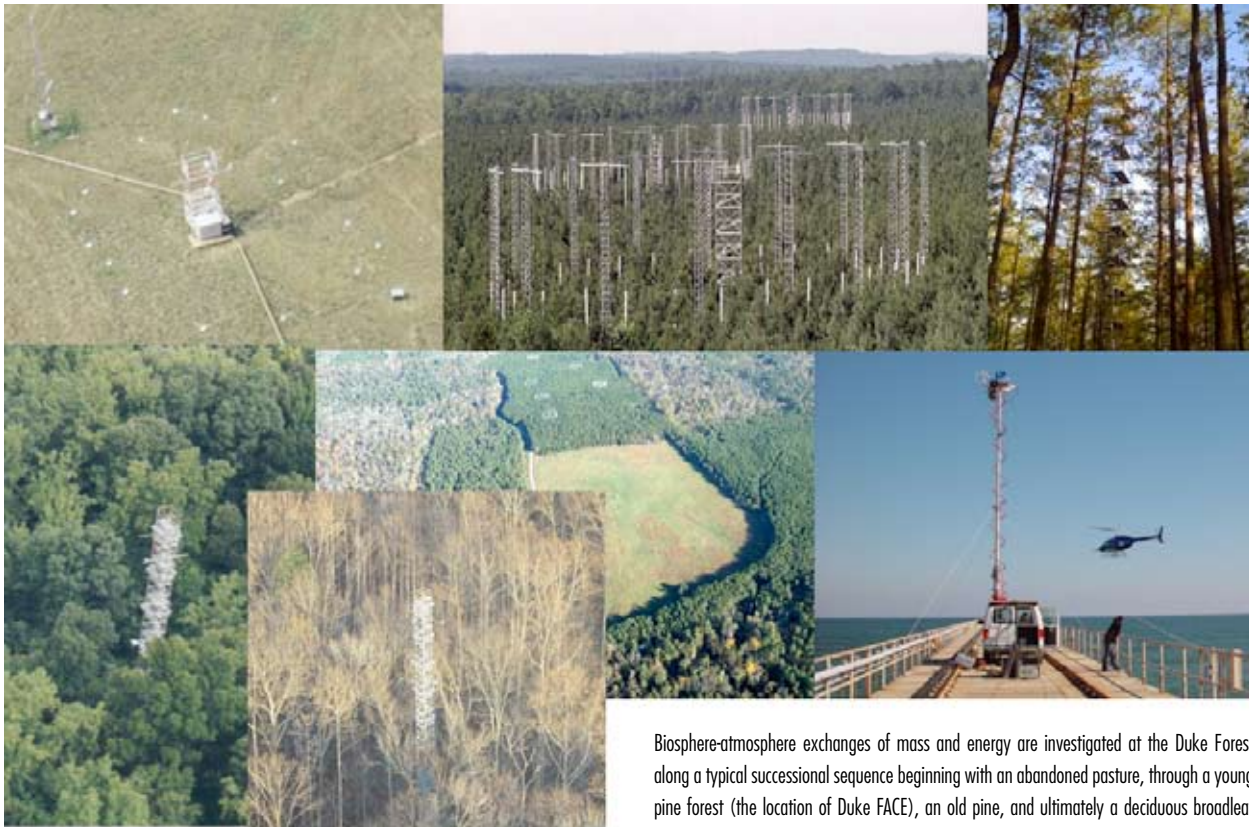 Biosphere-atmosphere exchanges of mass and energy are investigated at the Duke Fores
along a typical successional sequence beginning with an abandoned pasture, through a young
pine forest (the location of Duke FACE), an old pine, and ultimately a deciduous broadlea